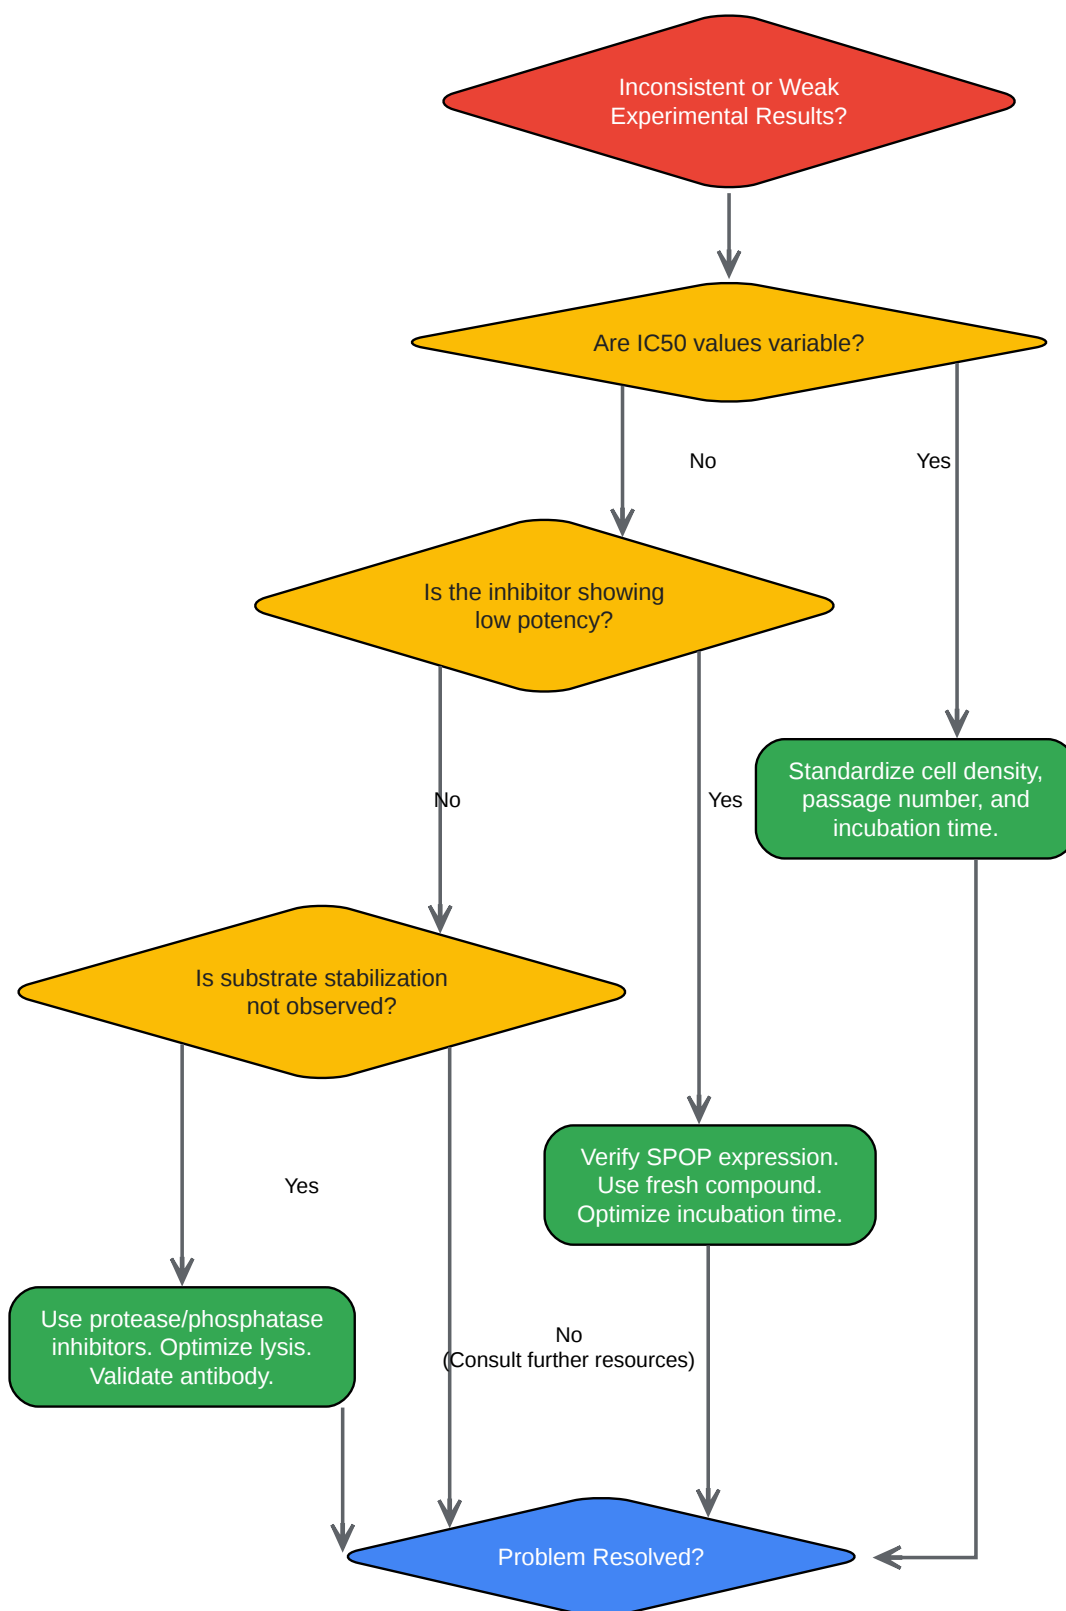 Inconsistent or Weak
Experimental Results?
Are IC50 values variable?
No
Yes
Is the inhibitor showing
low potency?
Standardize cell density,
passage number, and
incubation time.
No
Yes
Is substrate stabilization
not observed?
Verify SPOP expression.
Use fresh compound.
Optimize incubation time.
Yes
Use protease/phosphatase
inhibitors. Optimize lysis.
Validate antibody.
No
(Consult further resources)
Problem Resolved?